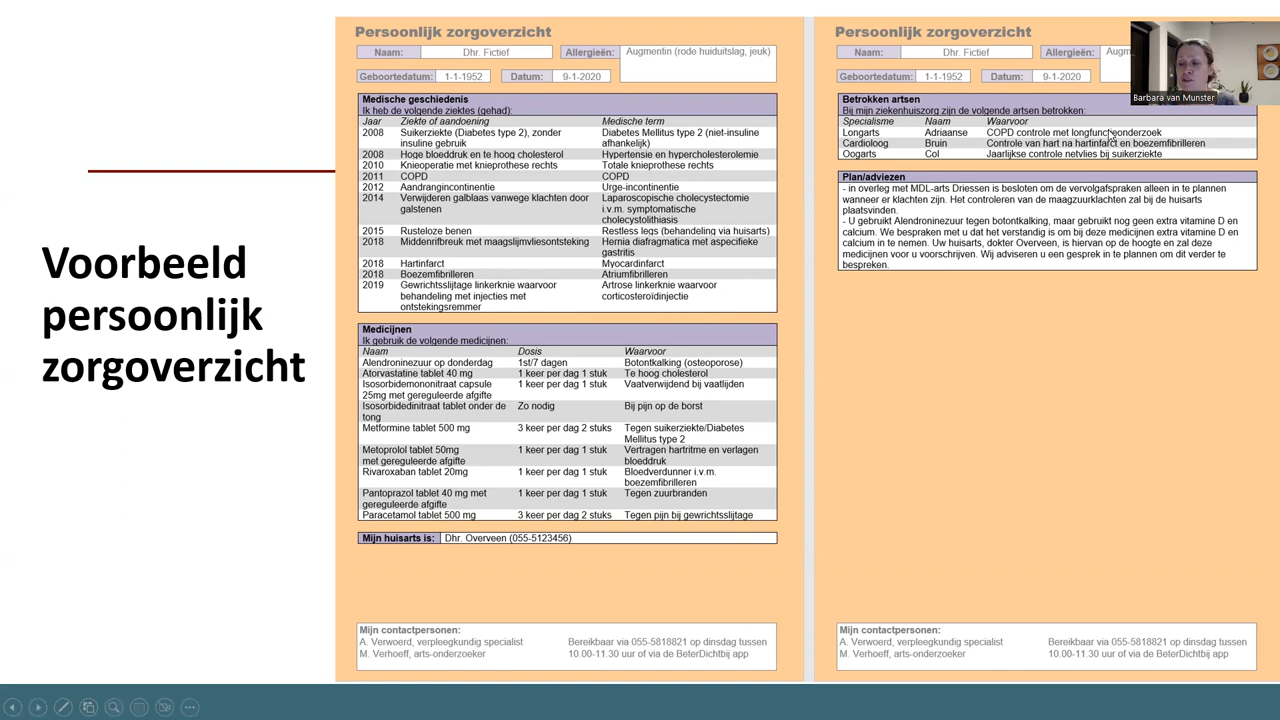 Voorbeeld
persoonlijk
zorgoverzicht
Persoonlijk zorgoverzicht
Naam: Dhr. Fictief Allergieën: Augmentin (rode huiduitslag, jeuk)
Geboortedatum: 1-1-1952 Datum: 9-1-2020
Medische geschiedenis
Ik heb de volgende ziektes (gehad):
Jaar Ziekte of aandoening Medische term
2008 Suikerziekte (Diabetes type 2), zonder Diabetes Mellitus type 2 (niet-insuline
insuline gebruik afhankelijk)
2008 Hoge bloeddruk en te hoog cholesterol Hypertensie en hypercholesterolemie
2010 Knieoperatie met knieprothese rechts Totale knieprothese rechts
2011 COPD COPD
2012 Aandrangincontinentie Urge-incontinentie
2014 Verwijderen galblaas vanwege klachten door Laparoscopische cholecystectomie
galstenen i.v.m. symptomatische
cholecystolithiasis
2015 Rusteloze benen Restless legs (behandeling via huisarts)
2018 Middenrifbreuk met maagslijmvliesontsteking Hernia diafragmatica met aspecifieke
gastritis
2018 Hartinfarct Myocardinfarct
2018 Boezemfibrilleren Atriumfibrilleren
2019 Gewrichtsslijtage linkerknie waarvoor Artrose linkerknie waarvoor
behandeling met injecties met corticosteroïdinjectie
ontstekingsremmer
Medicijnen
Ik gebruik de volgende medicijnen:
Naam Dosis Waarvoor
Alendroninezuur op donderdag 1st/7 dagen Botontkalking (osteoporose)
Atorvastatine tablet 40 mg 1 keer per dag 1 stuk Te hoog cholesterol
Isosorbidemononitraat capsule 1 keer per dag 1 stuk Vaatverwijdend bij vaatlijden
25mg met gereguleerde afgifte
Isosorbidedinitraat tablet onder de Zo nodig Bij pijn op de borst
tong
Metformine tablet 500 mg 3 keer per dag 2 stuks Tegen suikerziekte/Diabetes
Mellitus type 2
Metoprolol tablet 50mg 1 keer per dag 1 stuk Vertragen hartritme en verlagen
met gereguleerde afgifte bloeddruk
Rivaroxaban tablet 20mg 1 keer per dag 1 stuk Bloedverdunner i.v.m.
boezemfibrilleren
Pantoprazol tablet 40 mg met 1 keer per dag 1 stuk Tegen zuurbranden
gereguleerde afgifte
Paracetamol tablet 500 mg 3 keer per dag 2 stuks Tegen pijn bij gewrichtsslijtage
Mijn huisarts is: Dhr. Overveen (055-5123456)
Mijn contactpersonen:
A. Verwoerd, verpleegkundig specialist Bereikbaar via 055-5818821 op dinsdag tussen
M. Verhoeff, arts-onderzoeker 10.00-11.30 uur of via de BeterDichtbij app
Persoonlijk zorgoverzicht
Naam: Dhr. Fictief Allergieën: Augm
Geboortedatum: 1-1-1952 Datum: 9-1-2020
Barbara van Munster
Betrokken artsen
Bij mijn ziekenhuiszorg zijn de volgende artsen betrokken:
Specialisme Naam Waarvoor
Longarts Adriaanse COPD controle met longfunctieonderzoek
Cardioloog Bruin Controle van hart na hartinfarct en boezemfibrilleren
Oogarts Col Jaarlijkse controle netvlies bij suikerziekte
Plan/adviezen
- in overleg met MDL-arts Driessen is besloten om de vervolgafspraken alleen in te plannen
wanneer er klachten zijn. Het controleren van de maagzuurklachten zal bij de huisarts
plaatsvinden.
- U gebruikt Alendroninezuur tegen botontkalking, maar gebruikt nog geen extra vitamine D en
calcium. We bespraken met u dat het verstandig is om bij deze medicijnen extra vitamine D en
calcium in te nemen. Uw huisarts, dokter Overveen, is hiervan op de hoogte en zal deze
medicijnen voor u voorschrijven. Wij adviseren u een gesprek in te plannen om dit verder te
bespreken.
Mijn contactpersonen:
A. Verwoerd, verpleegkundig specialist Bereikbaar via 055-5818821 op dinsdag tussen
M. Verhoeff, arts-onderzoeker 10.00-11.30 uur of via de BeterDichtbij app